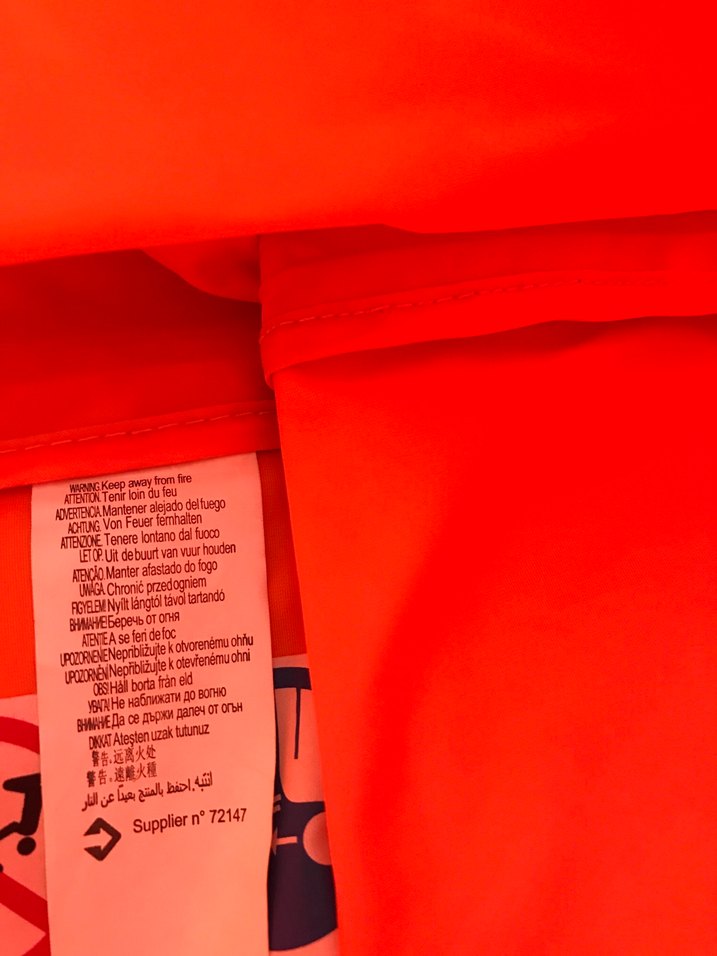 WARNING. Keep away from fire
ATTENTION. Tenir loin du feu
ADVERTENCIA. Mantener alejado del fuego
ACHTUNG. Von Feuer fernhalten
ATTENZIONE. Tenere lontano dal fuoco
LET OP. Uit de buurt van vuur houden
ATENÇÃO. Manter afastado do fogo
UWAGA. Chronić przed ogniem
FIGYELEM! Nyílt lángtól távol tartandó
ВНИМАНИЕ! Беречь от огня
ATENTIE A se feri de foc
UPOZORNENIE Nepribližujte k otvorenému ohňu
UPOZORNĚNÍ Nepřibližujte k otevřenému ohni
OBS! Håll borta från eld
УВАГА! Не наближати до вогню
ВНИМАНИЕ Да се държи далеч от огън
DIKKAT Ateşten uzak tutunuz
警告，远离火处
警告，遠離火種
انتبه. احتفظ بالمنتج بعيدًا عن النار
Supplier n° 72147